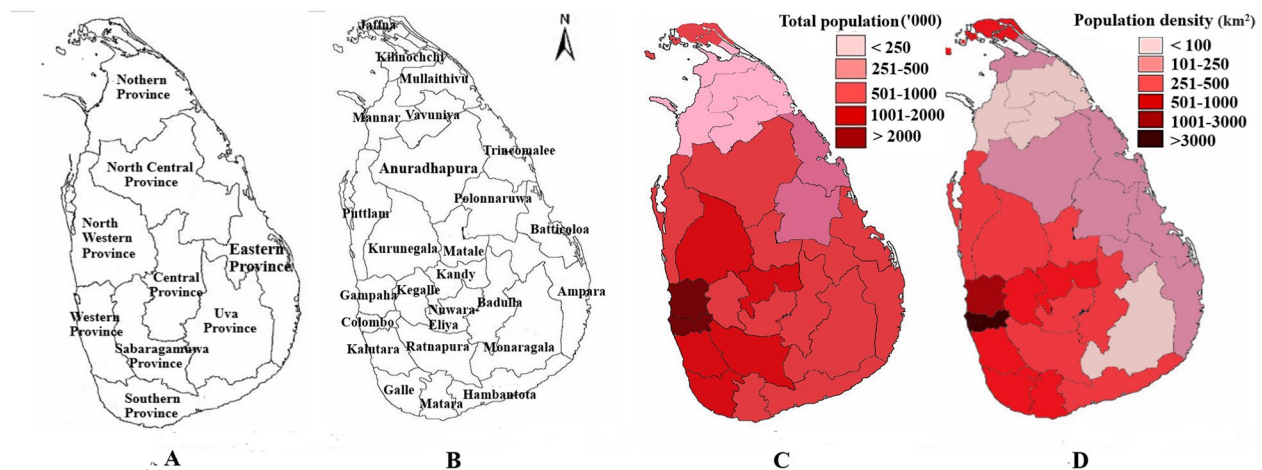 Nothern
Province
North Central
Province
North
Western
Province
Eastern
Province
Central
Province
Western
Province
Uva
Province
Sabaragamuwa
Province
Southern
Province
A
N
Jaffna
Kilinochchi
Mullaithivu
Mannar
Vavuniya
Trincomalee
Anuradhapura
Polonnaruwa
Puttlam
Batticoloa
Kurunegala
Matale
Kandy
Gampaha
Kegalle
Ampara
Badulla
Nuwara-
Eliya
Colombo
Kalutara
Ratnapura
Monaragala
Galle
Matara
Hambantota
B
Total population ('000)
< 250
251-500
501-1000
1001-2000
> 2000
C
Population density (km²)
< 100
101-250
251-500
501-1000
1001-3000
>3000
D